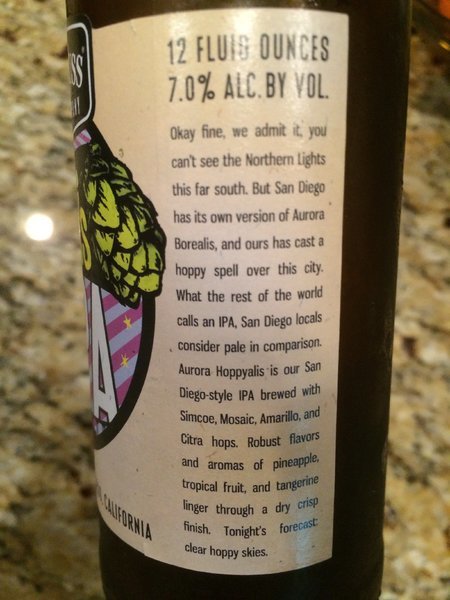 12 FLUID OUNCES
7.0% ALC. BY VOL.
Okay fine, we admit it, you
can't see the Northern Lights
this far south. But San Diego
has its own version of Aurora
Borealis, and ours has cast a
hoppy spell over this city.
What the rest of the world
calls an IPA, San Diego locals
consider pale in comparison.
Aurora Hoppyalis is our San
Diego-style IPA brewed with
Simcoe, Mosaic, Amarillo, and
Citra hops. Robust flavors
and aromas of pineapple,
tropical fruit, and tangerine
linger through a dry crisp
finish. Tonight's forecast:
clear hoppy skies.
A
CALIFORNIA